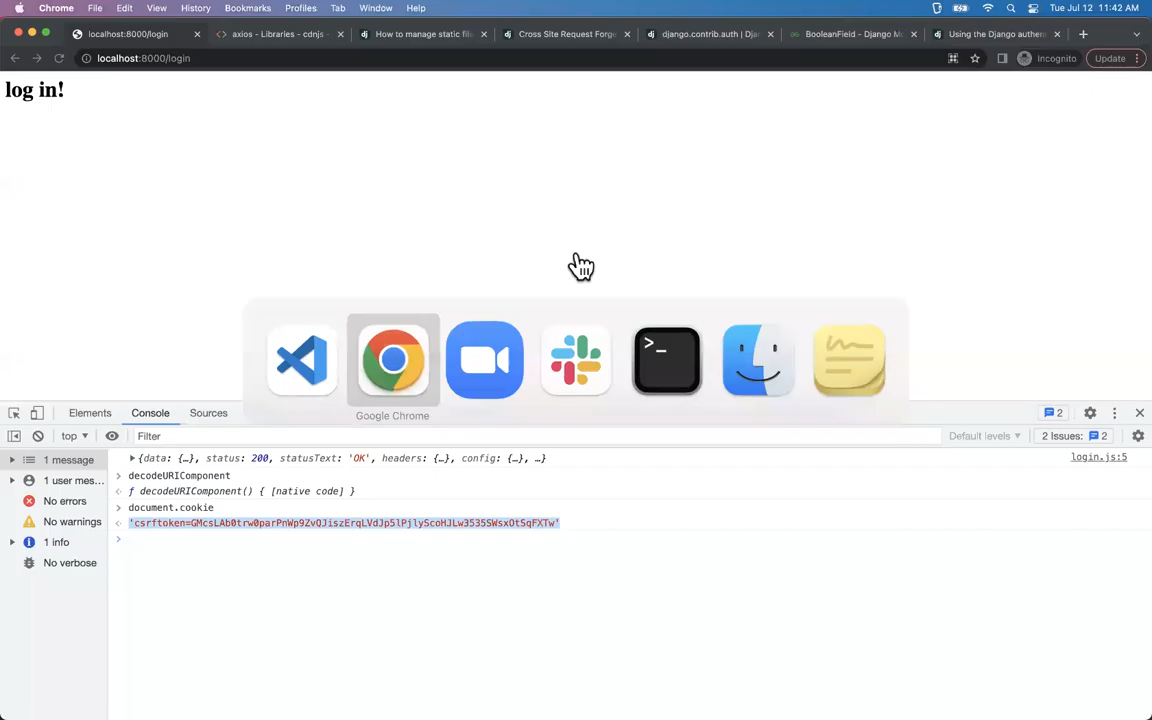 Chrome File Edit View History Bookmarks Profiles Tab Window Help Tue Jul 12 11:42 AM
localhost:8000/login axios - Libraries - cdnjs - How to manage static file Cross Site Request Forge django.contrib.auth | Djan BooleanField - Django Mo Using the Django authen
localhost:8000/login Incognito Update
log in!
Google Chrome
Elements Console Sources 2
top Filter Default levels 2 Issues: 2
1 message {data: {…}, status: 200, statusText: 'OK', headers: {…}, config: {…}, …} login.js:5
1 user mes... decodeURIComponent
ƒ decodeURIComponent() { [native code] }
No errors document.cookie
No warnings 'csrftoken=GMcsLAb0trw0parPnWp9ZvQJiszErqLVdJp5lPjlyScoHJLw3535SWsxOtSqFXTw'
1 info
No verbose